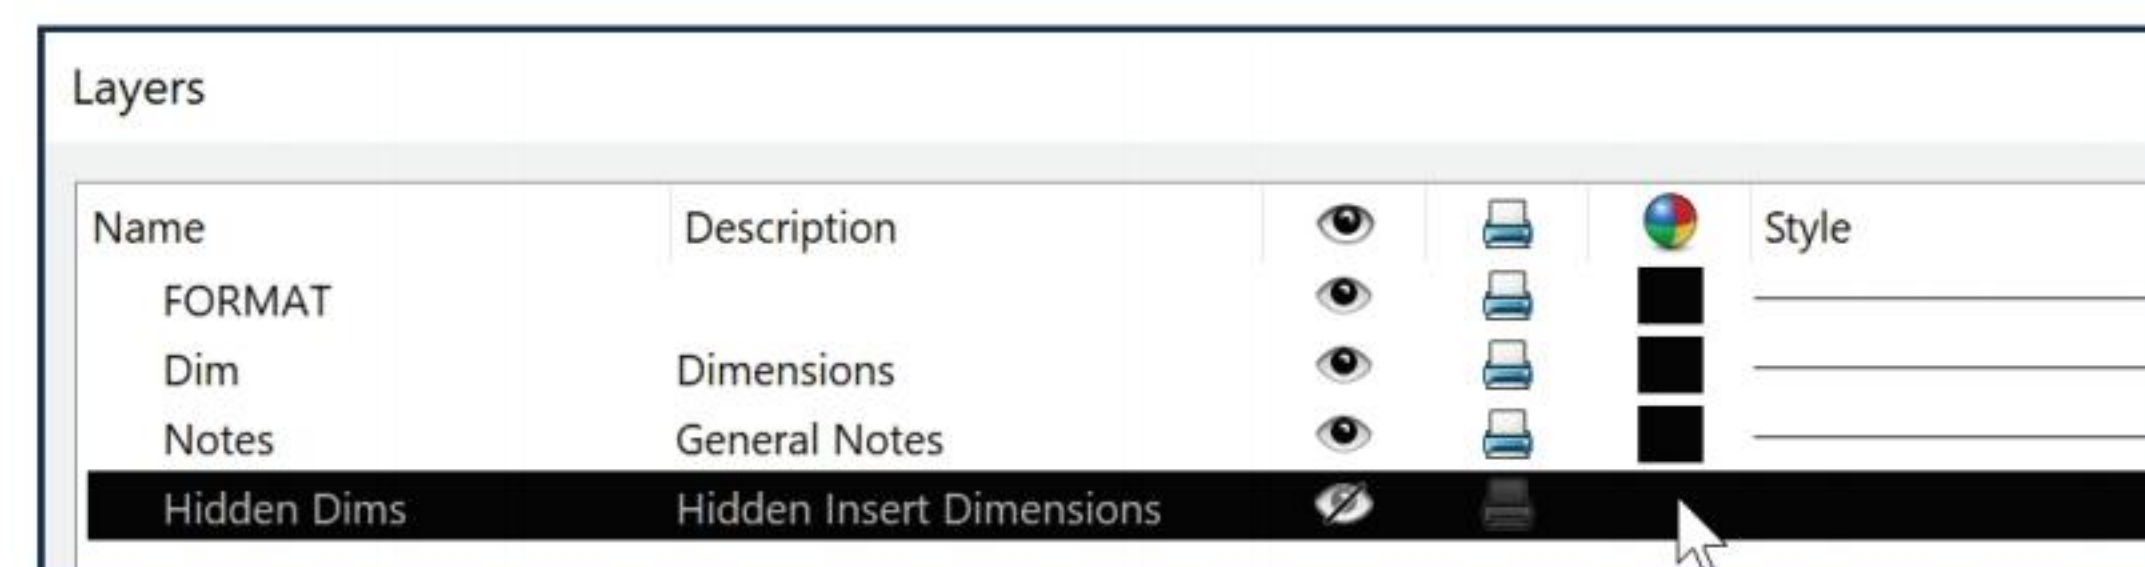 Layers
Name Description Style
FORMAT
Dim Dimensions
Notes General Notes
Hidden Dims Hidden Insert Dimensions